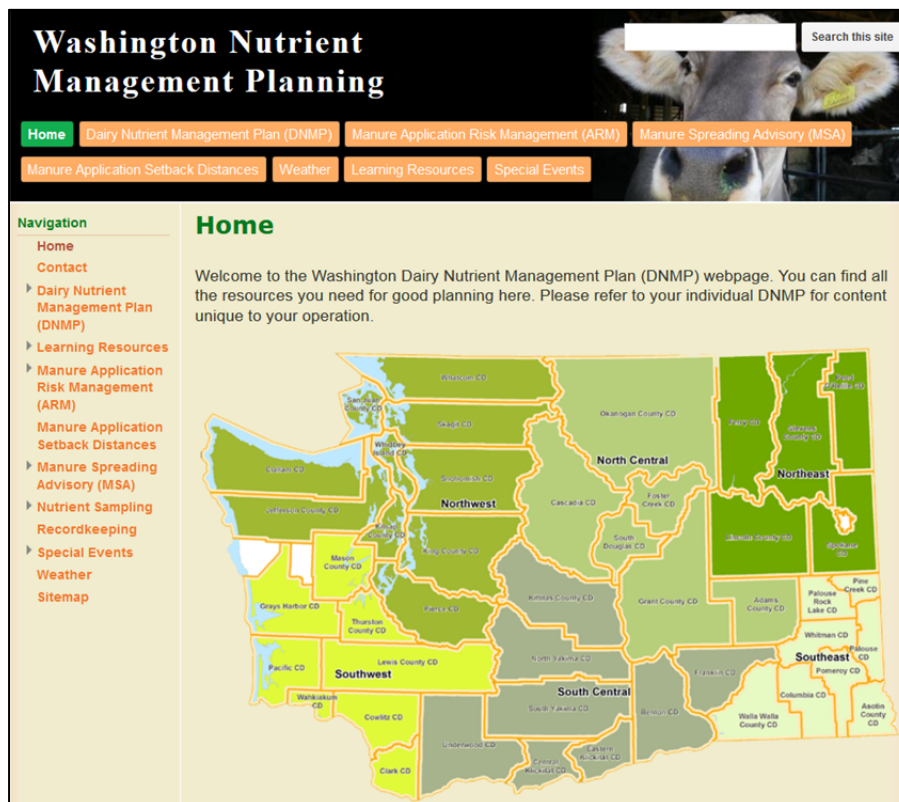 Washington Nutrient
Management Planning
Search this site
Home
Dairy Nutrient Management Plan (DNMP)
Manure Application Risk Management (ARM)
Manure Spreading Advisory (MSA)
Manure Application Setback Distances
Weather
Learning Resources
Special Events
Navigation
Home
Contact
Dairy Nutrient
Management Plan
(DNMP)
Learning Resources
Manure Application
Risk Management
(ARM)
Manure Application
Setback Distances
Manure Spreading
Advisory (MSA)
Nutrient Sampling
Recordkeeping
Special Events
Weather
Sitemap
Home
Welcome to the Washington Dairy Nutrient Management Plan (DNMP) webpage. You can find all
the resources you need for good planning here. Please refer to your individual DNMP for content
unique to your operation.
Whatcom CD
San Juan
County CD
Skagit CD
Whidbey
Island CD
Clallam CD
Snohomish CD
Northwest
Jefferson County CD
Kitsap
County CD
King County CD
Mason
County CD
Pierce CD
Grays Harbor CD
Thurston
County CD
Lewis County CD
Pacific CD
Southwest
Wahkiakum
CD
Cowlitz CD
Clark CD
Okanogan County CD
North Central
Cascadia CD
Foster
Creek CD
South
Douglas CD
Grant County CD
Adams
County CD
Ferry CD
Stevens
County CD
Pend
Oreille CD
Northeast
Lincoln County CD
Spokane
CD
Kittitas County CD
North Yakima CD
South Central
South Yakima CD
Underwood CD
Central
Klickitat CD
Eastern
Klickitat CD
Benton CD
Franklin CD
Palouse
Rock
Lake CD
Pine
Creek CD
Whitman CD
Palouse
CD
Southeast
Pomeroy CD
Columbia CD
Walla Walla
County CD
Asotin
County
CD